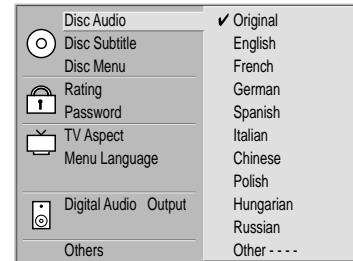 Disc Audio
Disc Subtitle
Disc Menu
Rating
Password
TV Aspect
Menu Language
Digital Audio Output
Others
✔ Original
English
French
German
Spanish
Italian
Chinese
Polish
Hungarian
Russian
Other - - - -